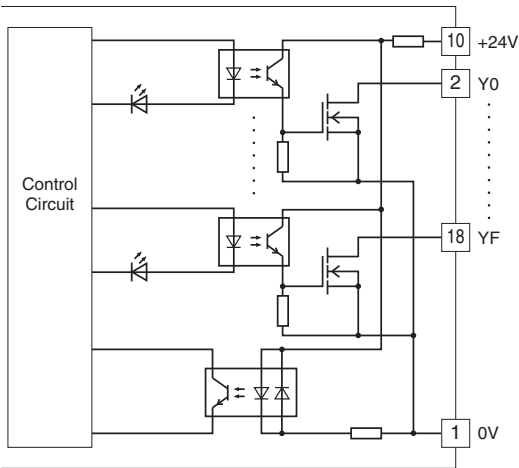 10 +24V
2 Y0
Control
Circuit
18 YF
1 0V